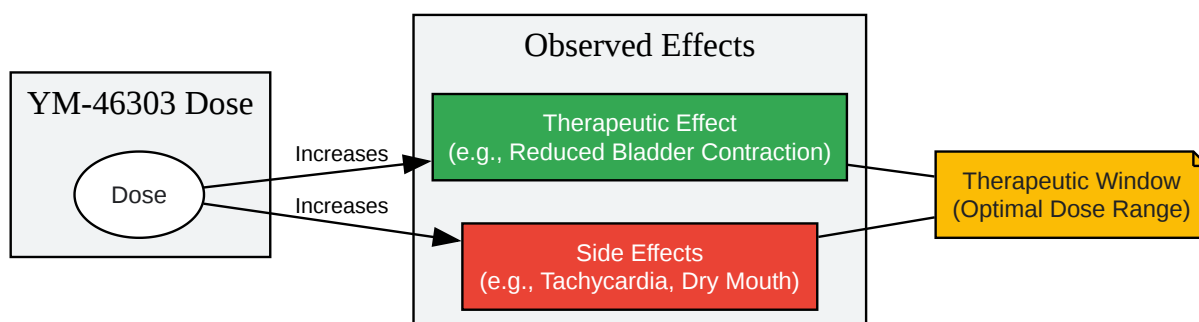 YM-46303 Dose
Dose
Increases
Increases
Observed Effects
Therapeutic Effect
(e.g., Reduced Bladder Contraction)
Side Effects
(e.g., Tachycardia, Dry Mouth)
Therapeutic Window
(Optimal Dose Range)